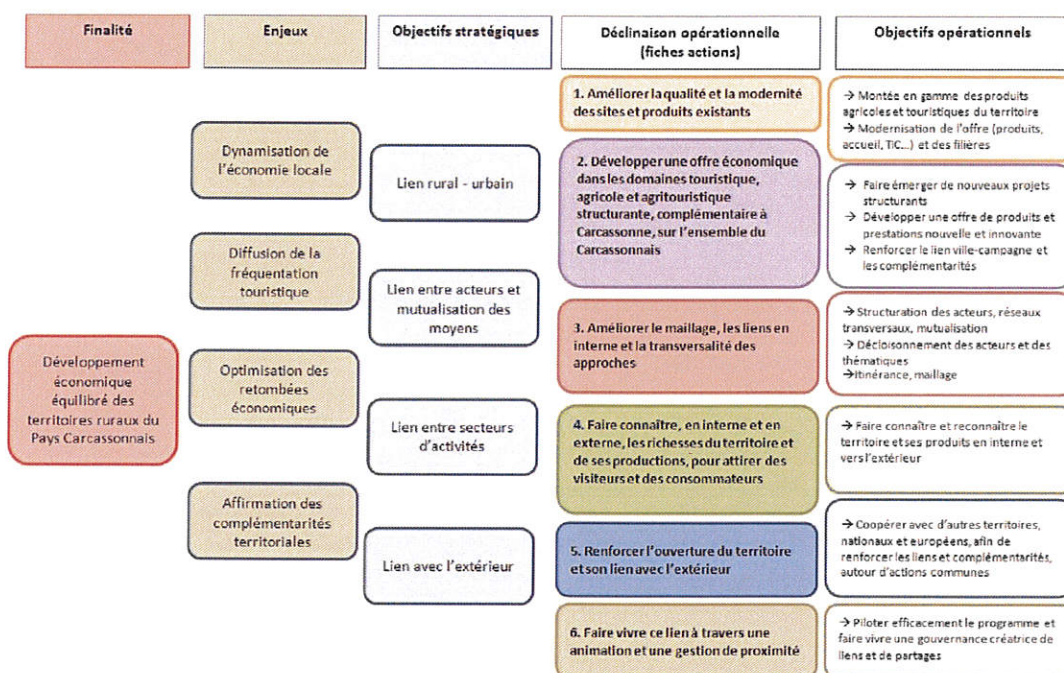 Finalité
Enjeux
Objectifs stratégiques
Déclinaison opérationnelle
(fiches actions)
Objectifs opérationnels
Développement
économique
équilibré des
territoires ruraux du
Pays Carcassonnais
Dynamisation de
l'économie locale
Diffusion de la
fréquentation
touristique
Optimisation des
retombées
économiques
Affirmation des
complémentarités
territoriales
Lien rural - urbain
Lien entre acteurs et
mutualisation des
moyens
Lien entre secteurs
d'activités
Lien avec l'extérieur
1. Améliorer la qualité et la modernité
des sites et produits existants
2. Développer une offre économique
dans les domaines touristique,
agricole et agritouristique
structurante, complémentaire à
Carcassonne, sur l'ensemble du
Carcassonnais
3. Améliorer le maillage, les liens en
interne et la transversalité des
approches
4. Faire connaître, en interne et en
externe, les richesses du territoire et
de ses productions, pour attirer des
visiteurs et des consommateurs
5. Renforcer l'ouverture du territoire
et son lien avec l'extérieur
6. Faire vivre ce lien à travers une
animation et une gestion de proximité
→ Montée en gamme des produits
agricoles et touristiques du territoire
→ Modernisation de l'offre (produits,
accueil, TIC...) et des filières
→ Faire émerger de nouveaux projets
structurants
→ Développer une offre de produits et
prestations nouvelle et innovante
→ Renforcer le lien ville-campagne et
les complémentarités
→ Structuration des acteurs, réseaux
transversaux, mutualisation
→ Décloisonnement des acteurs et des
thématiques
→Itinérance, maillage
→ Faire connaître et reconnaître le
territoire et ses produits en interne et
vers l'extérieur
→ Coopérer avec d'autres territoires,
nationaux et européens, afin de
renforcer les liens et complémentarités,
autour d'actions communes
→ Piloter efficacement le programme et
faire vivre une gouvernance créatrice de
liens et de partages